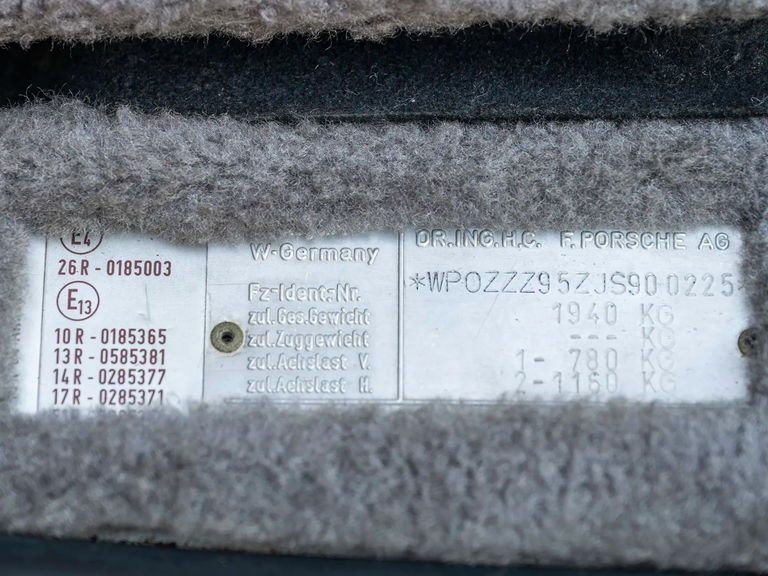 E4
26R-0185003
E13
10R-0185365
13R-0585381
14R-0285377
17R-0285371
W-Germany
Fz-Ident:-Nr.
zul.Ges.Gewicht
zul.Zuggewicht
zul.Achslast V.
zul.Achslast H.
DR.ING.H.C. F.PORSCHE AG
*WP0ZZZ95ZJS900225*
1940 KG
--- KG
1- 780 KG
2-1160 KG